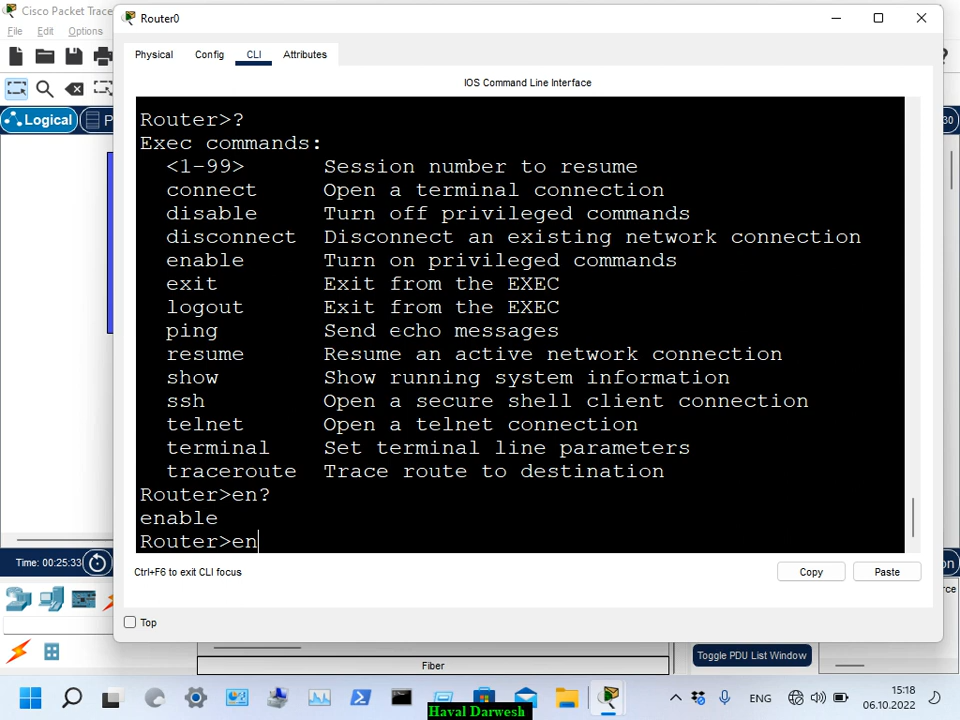 Cisco Packet Trace
Router0
File Edit Options
Physical Config CLI Attributes
IOS Command Line Interface
Logical
P
30
Router>?
Exec commands:
<1-99> Session number to resume
connect Open a terminal connection
disable Turn off privileged commands
disconnect Disconnect an existing network connection
enable Turn on privileged commands
exit Exit from the EXEC
logout Exit from the EXEC
ping Send echo messages
resume Resume an active network connection
show Show running system information
ssh Open a secure shell client connection
telnet Open a telnet connection
terminal Set terminal line parameters
traceroute Trace route to destination
Router>en?
enable
Router>en
Time: 00:25:33
on
Ctrl+F6 to exit CLI focus
Copy Paste
rce
Top
Toggle PDU List Window
Fiber
ENG
15:18
06.10.2022
Haval Darwesh